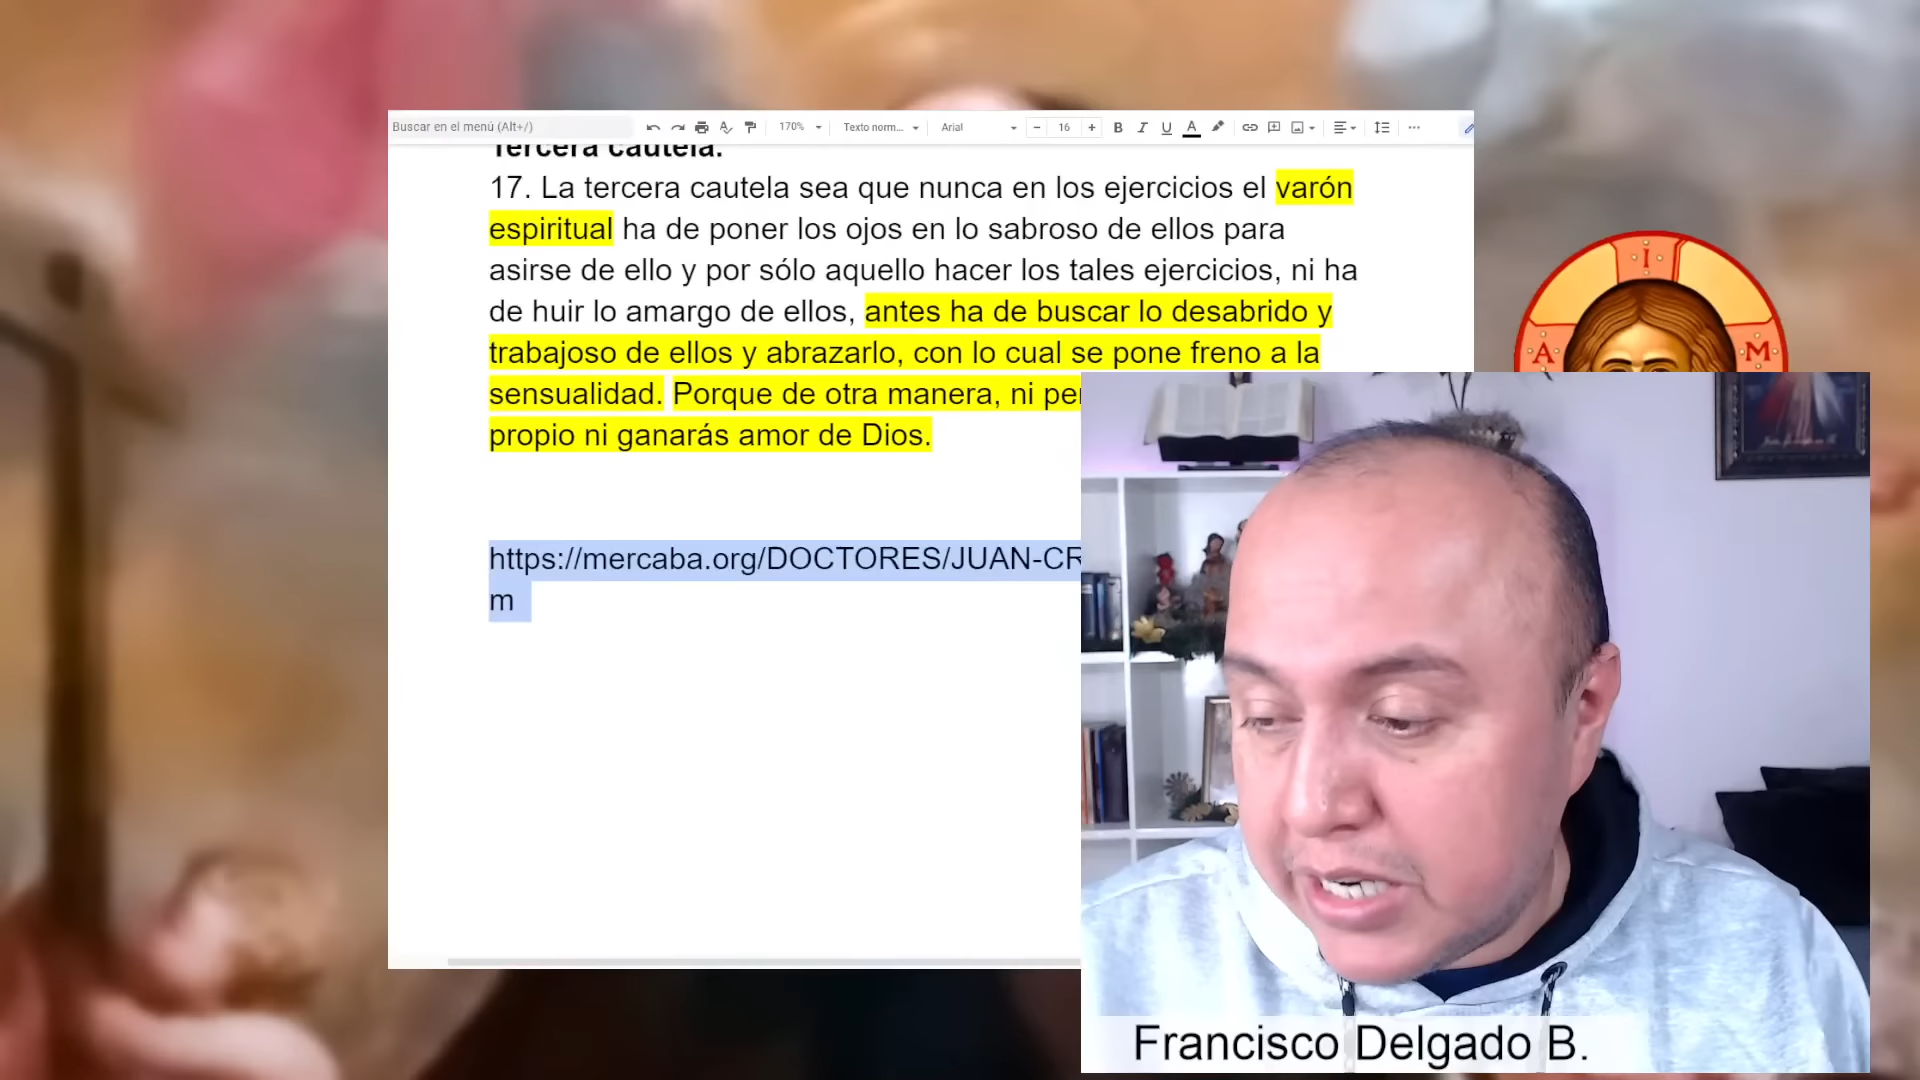 Buscar en el menú (Alt+/)
170%
Texto norm...
Arial
− 16 +
B I U A
Tercera cautela.
17. La tercera cautela sea que nunca en los ejercicios el varón
espiritual ha de poner los ojos en lo sabroso de ellos para
asirse de ello y por sólo aquello hacer los tales ejercicios, ni ha
de huir lo amargo de ellos, antes ha de buscar lo desabrido y
trabajoso de ellos y abrazarlo, con lo cual se pone freno a la
sensualidad. Porque de otra manera, ni
propio ni ganarás amor de Dios.
https://mercaba.org/DOCTORES/JUAN-CR
m
I
A M
Francisco Delgado B.